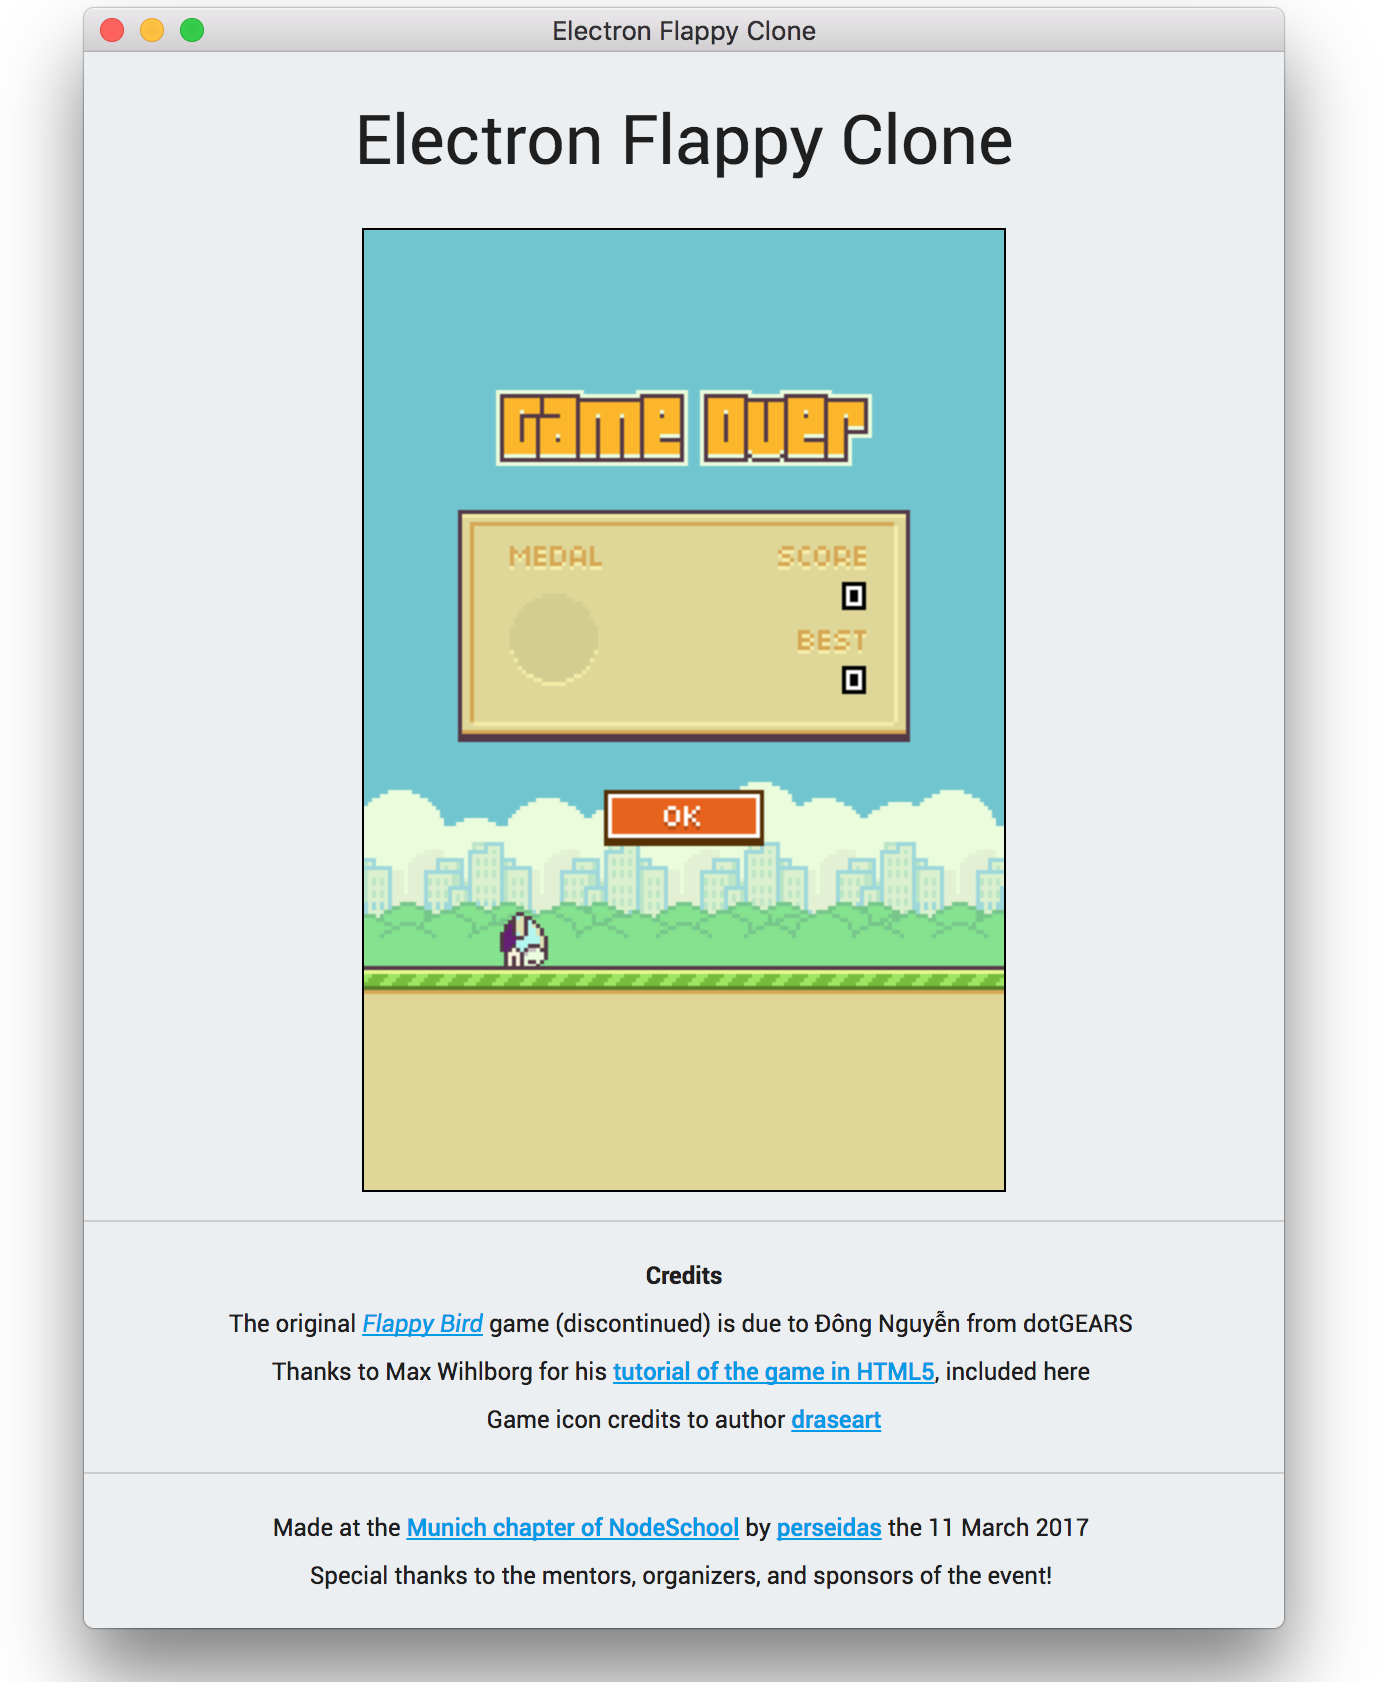 Electron Flappy Clone
Electron Flappy Clone
Game Over
MEDAL SCORE
0
BEST
0
OK
Credits
The original Flappy Bird game (discontinued) is due to Đông Nguyễn from dotGEARS
Thanks to Max Wihlborg for his tutorial of the game in HTML5, included here
Game icon credits to author draseart
Made at the Munich chapter of NodeSchool by perseidas the 11 March 2017
Special thanks to the mentors, organizers, and sponsors of the event!